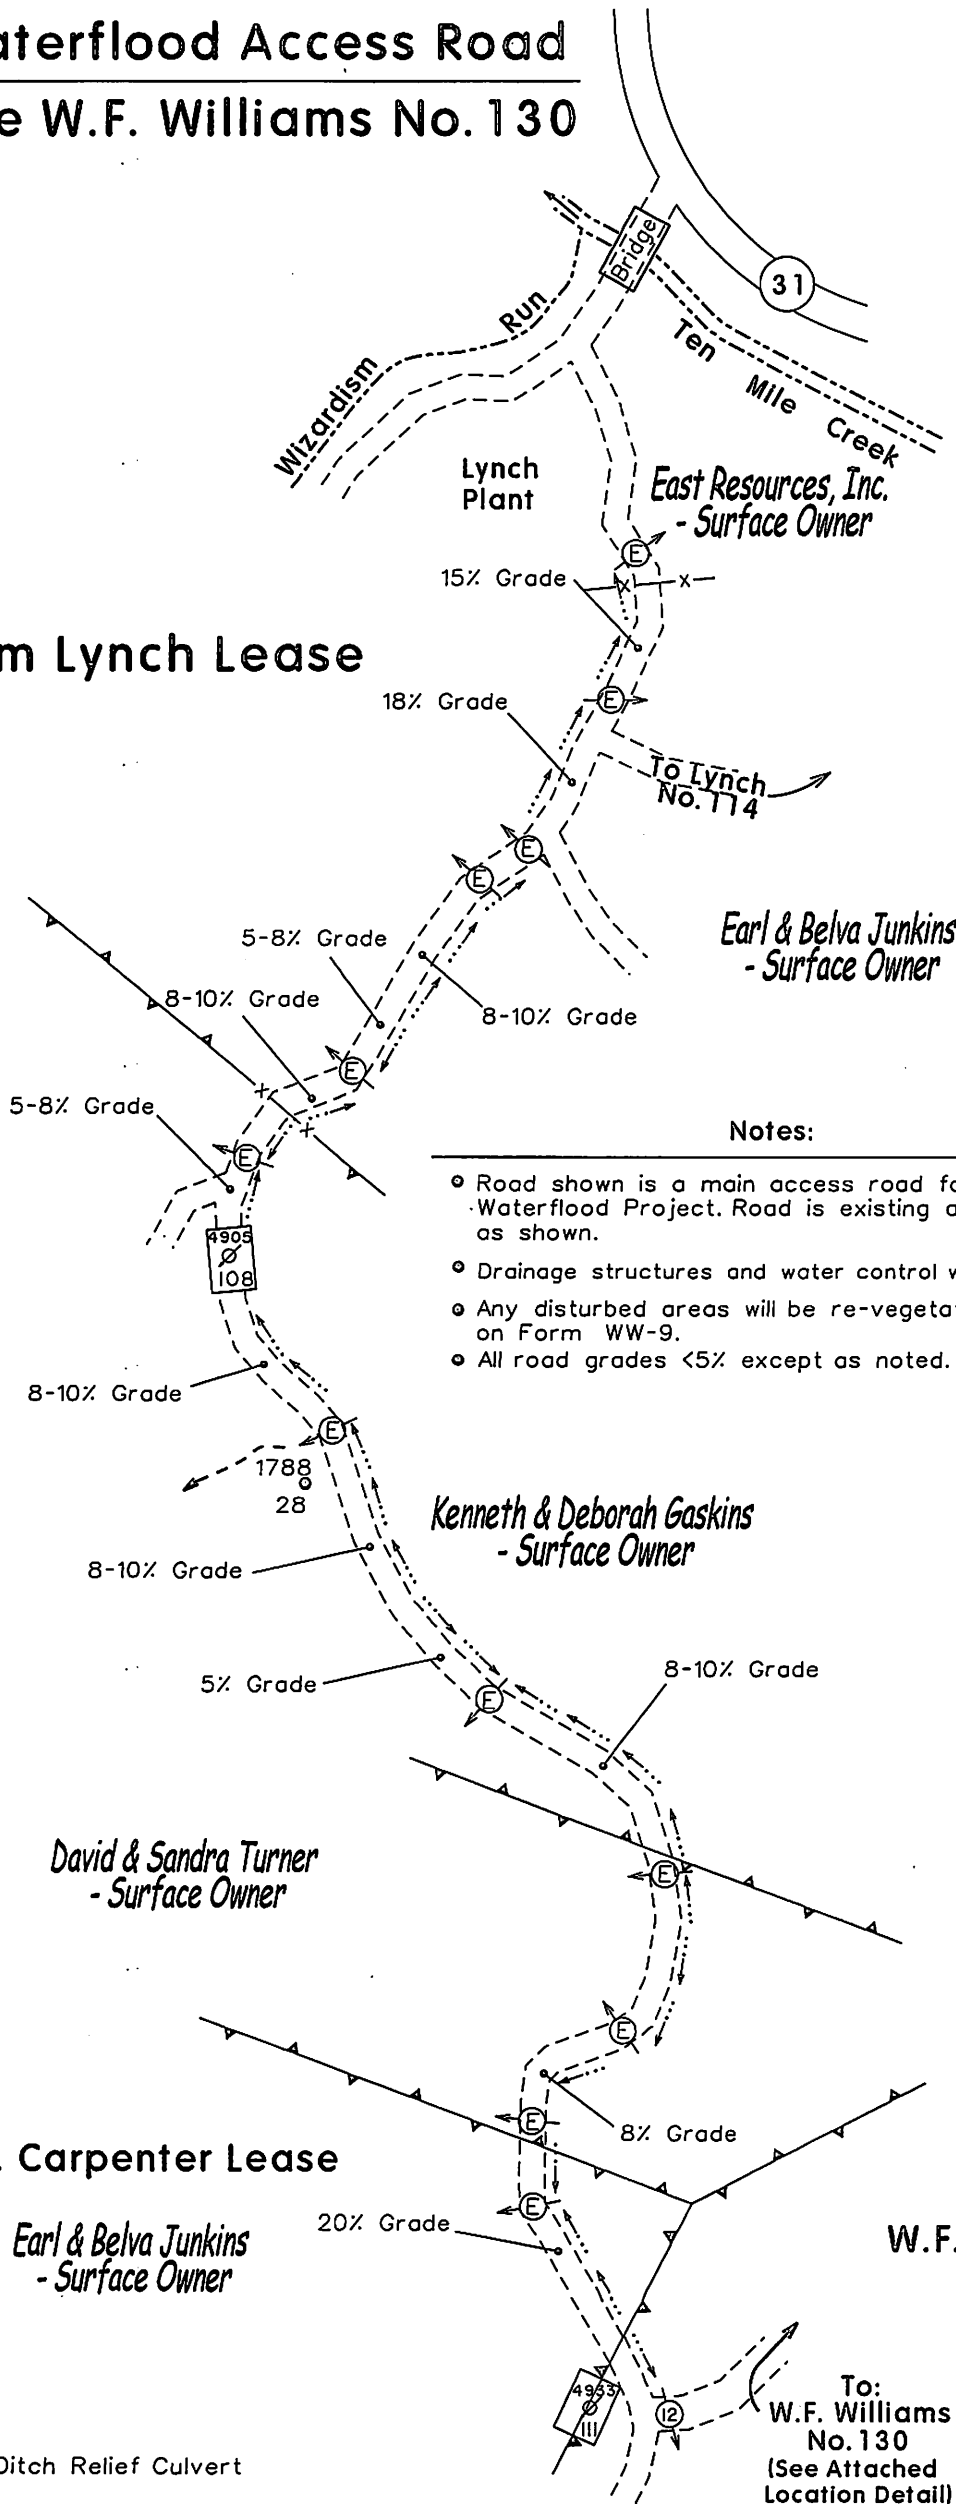 aterflood Access Road
e W.F. Williams No. 130
Bridge
31
Run
Wizardism
Ten Mile Creek
Lynch
Plant
East Resources, Inc.
- Surface Owner
E
15% Grade
X X
m Lynch Lease
18% Grade
E
To Lynch
No. 114
E
E
Earl & Belva Junkins
- Surface Owner
5-8% Grade
8-10% Grade
8-10% Grade
E
5-8% Grade
E
Notes:
Road shown is a main access road fo
Waterflood Project. Road is existing a
as shown.
Drainage structures and water control w
Any disturbed areas will be re-vegeta
on Form WW-9.
All road grades <5% except as noted.
4905
108
8-10% Grade
E
1788
28
Kenneth & Deborah Gaskins
- Surface Owner
8-10% Grade
5% Grade
8-10% Grade
E
David & Sandra Turner
- Surface Owner
E
E
8% Grade
E
. Carpenter Lease
E
20% Grade
Earl & Belva Junkins
- Surface Owner
W.F.
4933
111
12
To:
W.F. Williams
No. 130
(See Attached
Location Detail)
Ditch Relief Culvert